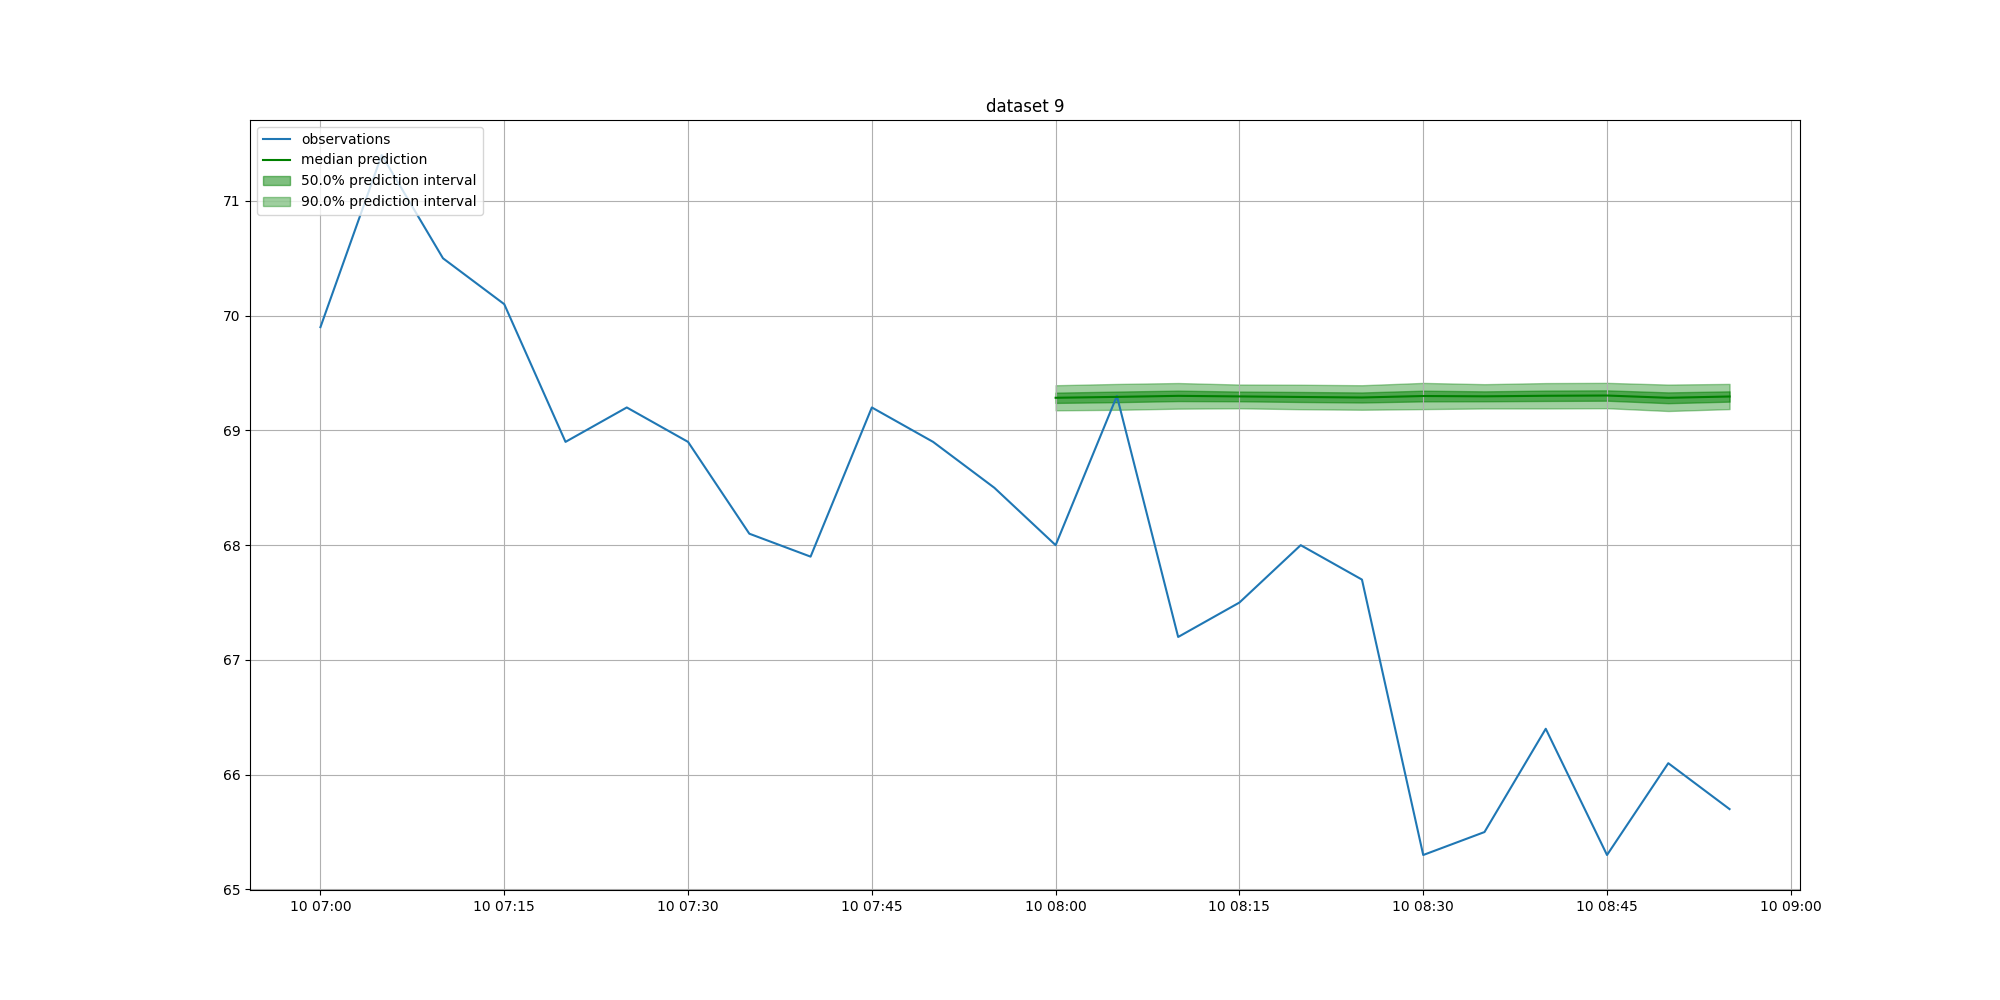 dataset 9
observations
median prediction
50.0% prediction interval
90.0% prediction interval
71
70
69
68
67
66
65
10 07:00 10 07:15 10 07:30 10 07:45 10 08:00 10 08:15 10 08:30 10 08:45 10 09:00